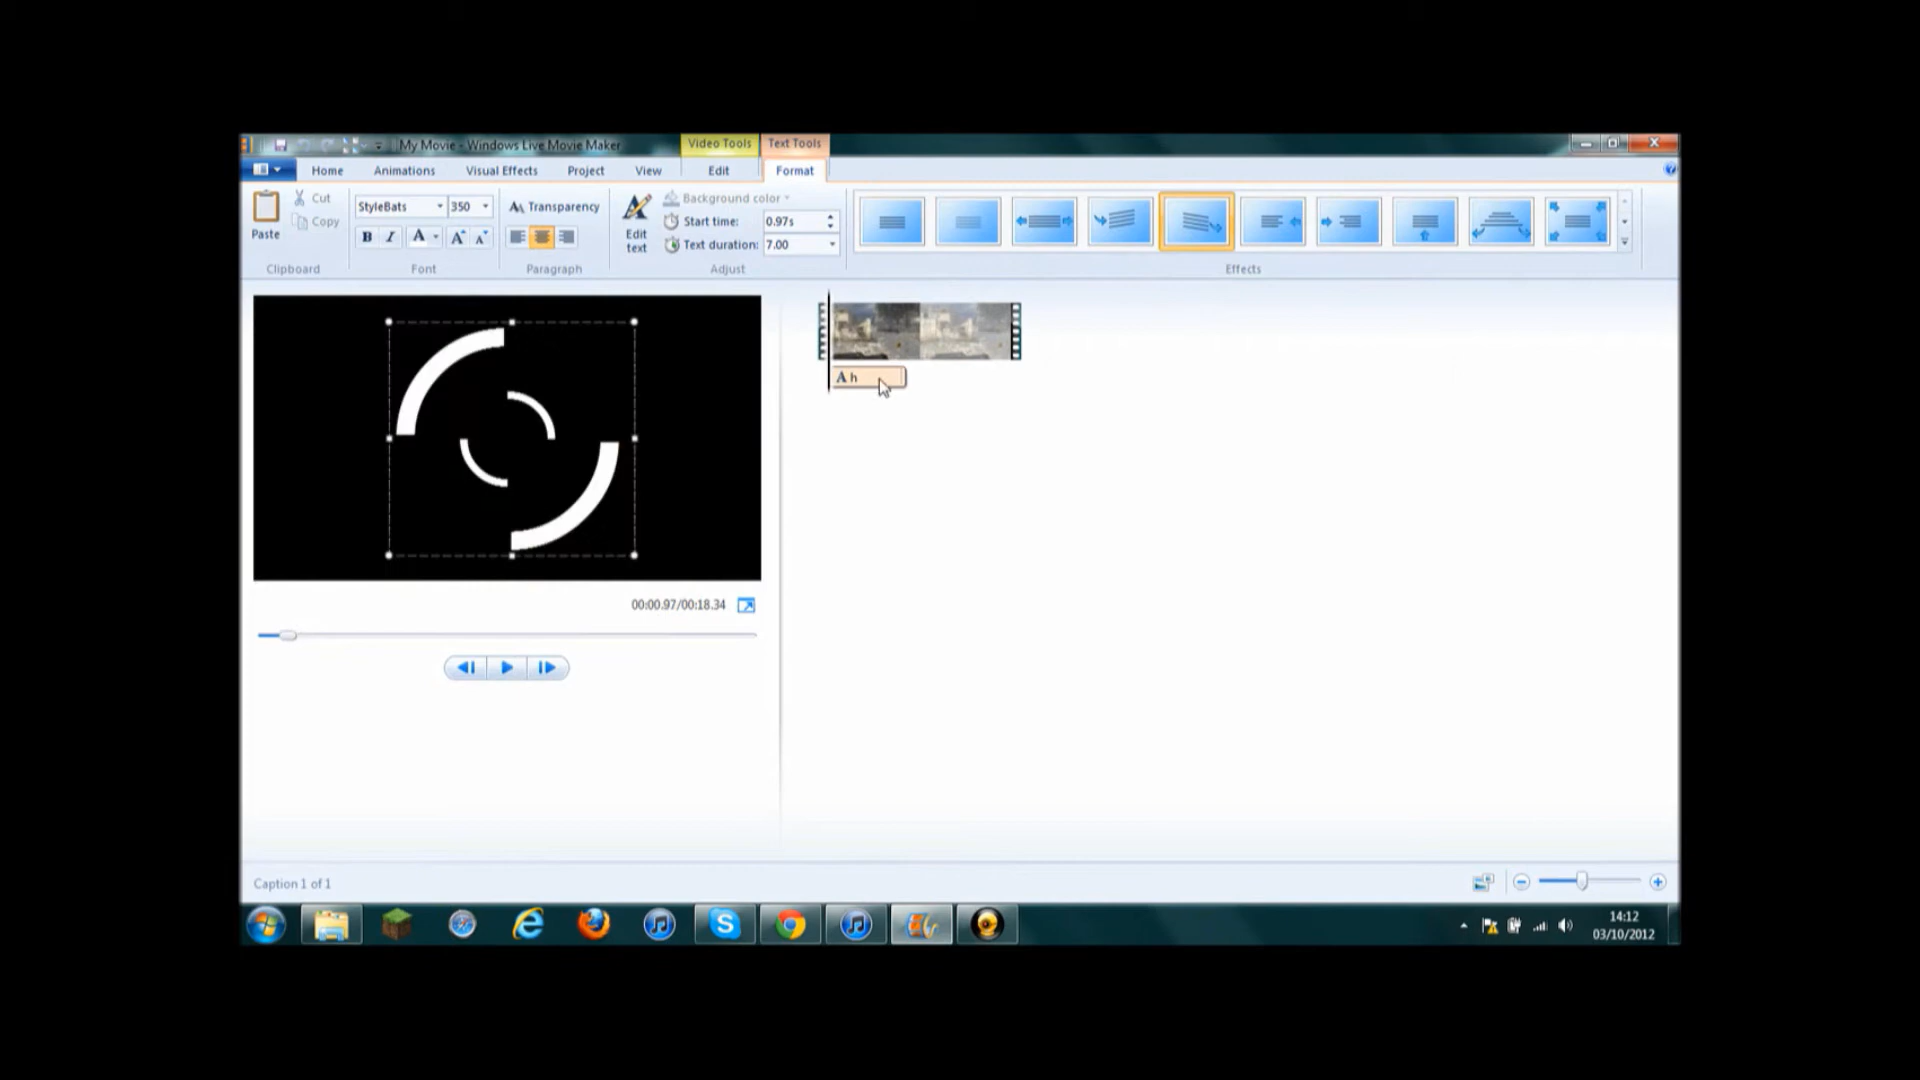 My Movie - Windows Live Movie Maker
Video Tools
Text Tools
Home
Animations
Visual Effects
Project
View
Edit
Format
Paste
Cut
Copy
Clipboard
StyleBats
350
B I A A A
Font
A Transparency
Paragraph
Edit text
Background color
Start time: 0.97s
Text duration: 7.00
Adjust
Effects
A h
00:00.97/00:18.34
Caption 1 of 1
14:12
03/10/2012